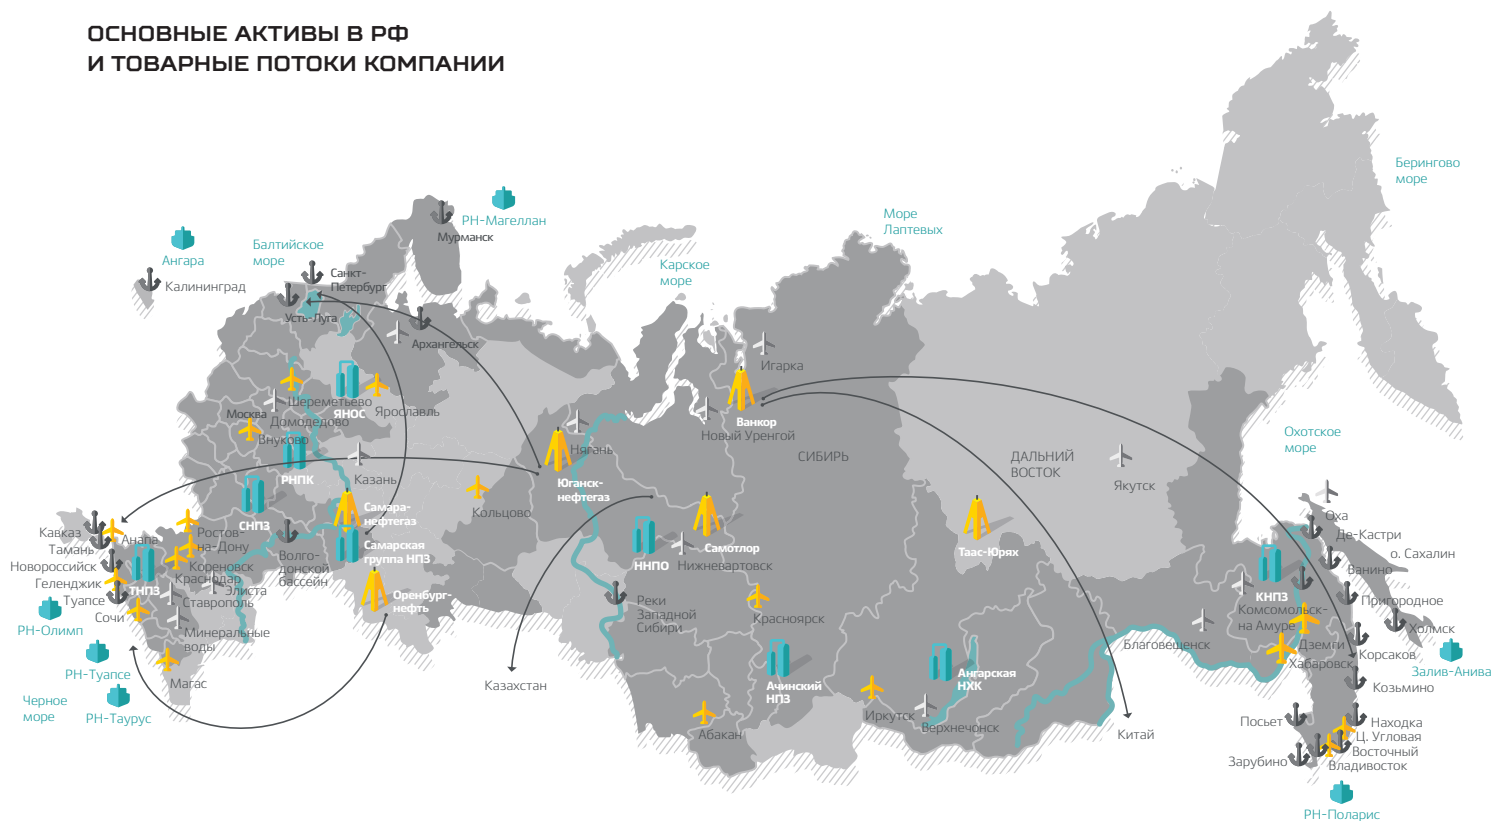 ОСНОВНЫЕ АКТИВЫ В РФ
И ТОВАРНЫЕ ПОТОКИ КОМПАНИИ
Берингово
море
РН-Магеллан
Мурманск
Море
Лаптевых
Ангара
Балтийское
море
Карское
море
Калининград
Санкт-
Петербург
Усть-Луга
Архангельск
Игарка
Шереметьево
ЯНОС
Ярославль
Москва
Домодедово
Внуково
Ванкор
Новый Уренгой
Охотское
море
Нягань
СИБИРЬ
ДАЛЬНИЙ
ВОСТОК
РНПК
Казань
Юганск-
нефтегаз
Якутск
Кольцово
СНПЗ
Самара-
нефтегаз
Оха
Кавказ
Анапа
Ростов-
на-Дону
Де-Кастри
Тамань
Самарская
группа НПЗ
Самотлор
Таас-Юрях
о. Сахалин
Новороссийск
Кореновск
Волго-
донской
бассейн
ННПО
Нижневартовск
Ванино
Геленджик
ТНПЗ
Краснодар
Элиста
КНПЗ
Туапсе
Ставрополь
Оренбург-
нефть
Реки
Западной
Сибири
Пригородное
Сочи
Красноярск
Комсомольск-
на Амуре
Холмск
РН-Олимп
Минеральные
воды
Благовещенск
Дземги
Корсаков
Хабаровск
Залив-Анива
РН-Туапсе
Магас
Казахстан
Ачинский
НПЗ
Ангарская
НХК
Козьмино
Черное
море
РН-Таурус
Иркутск
Верхнечонск
Посьет
Находка
Абакан
Китай
Ц. Угловая
Восточный
Зарубино
Владивосток
РН-Поларис